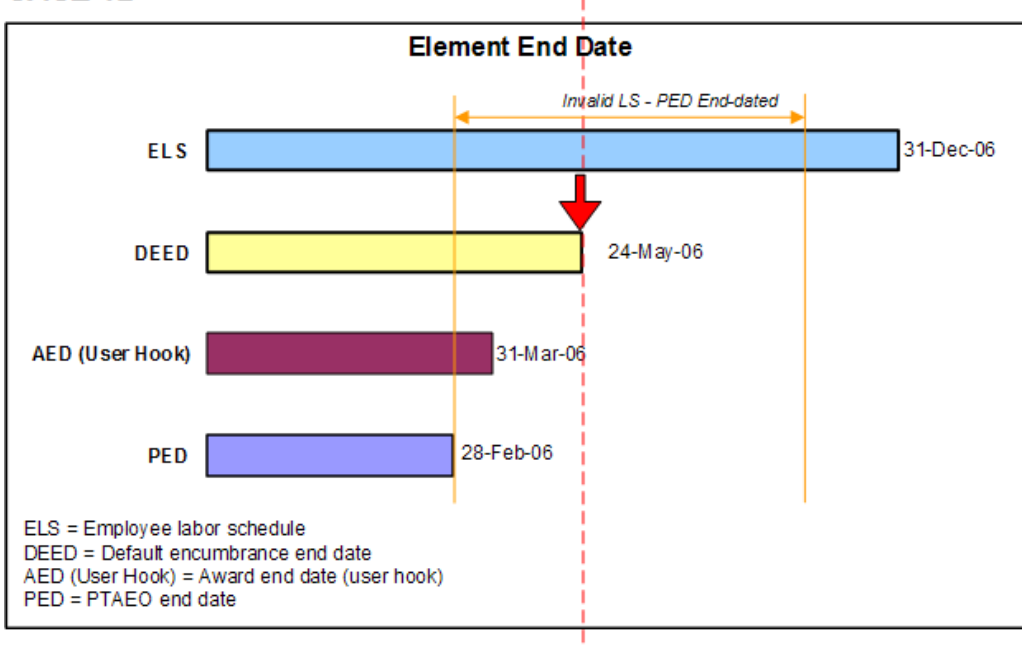 Element End Date
Invalid LS - PED End-dated
ELS
31-Dec-06
DEED
24-May-06
AED (User Hook)
31-Mar-06
PED
28-Feb-06
ELS = Employee labor schedule
DEED = Default encumbrance end date
AED (User Hook) = Award end date (user hook)
PED = PTAEO end date